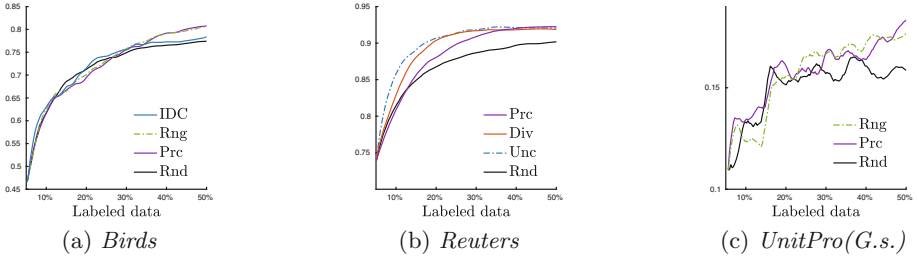 0.85
0.8
0.75
0.7
0.65
0.6
0.55
0.5
0.45
10% 20% 30% 40% 50%
IDC
Rng
Prc
Rnd
Labeled data
(a) Birds
0.95
0.9
0.85
0.8
0.75
10% 20% 30% 40% 50%
Prc
Div
Unc
Rnd
Labeled data
(b) Reuters
0.15
0.1
10% 20% 30% 40% 50%
Rng
Prc
Rnd
Labeled data
(c) UnitPro(G.s.)